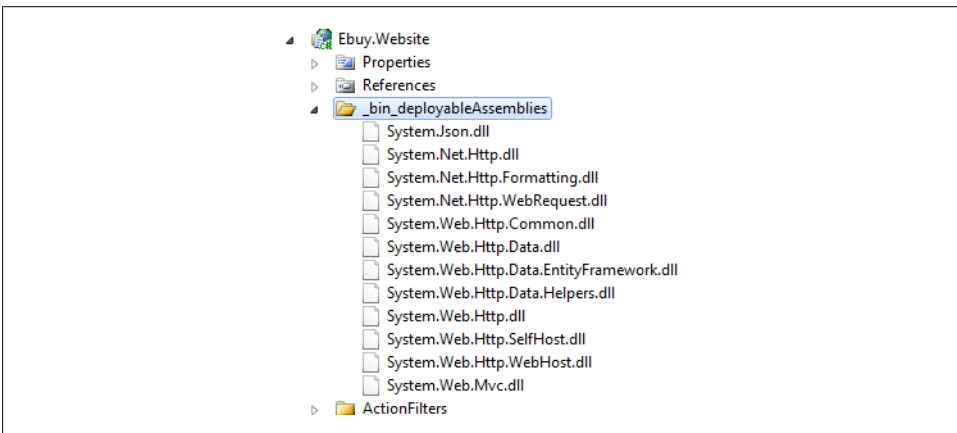 Ebuy.Website
Properties
References
_bin_deployableAssemblies
System.Json.dll
System.Net.Http.dll
System.Net.Http.Formatting.dll
System.Net.Http.WebRequest.dll
System.Web.Http.Common.dll
System.Web.Http.Data.dll
System.Web.Http.Data.EntityFramework.dll
System.Web.Http.Data.Helpers.dll
System.Web.Http.dll
System.Web.Http.SelfHost.dll
System.Web.Http.WebHost.dll
System.Web.Mvc.dll
ActionFilters